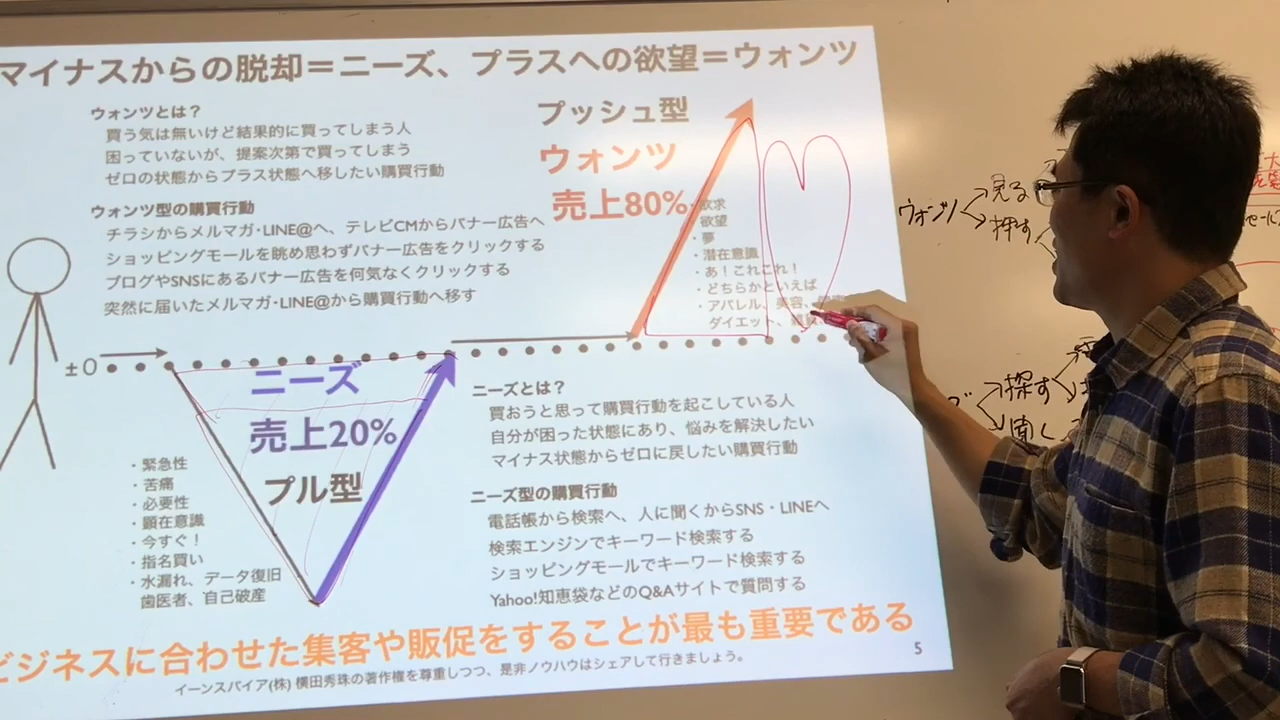 マイナスからの脱却＝ニーズ、プラスへの欲望＝ウォンツ
ウォンツとは？
買う気は無いけど結果的に買ってしまう人
困っていないが、提案次第で買ってしまう
ゼロの状態からプラス状態へ移したい購買行動
ウォンツ型の購買行動
チラシからメルマガ・LINE@へ、テレビCMからバナー広告へ
ショッピングモールを眺め思わずバナー広告をクリックする
ブログやSNSにあるバナー広告を何気なくクリックする
突然に届いたメルマガ・LINE@から購買行動へ移す
プッシュ型
ウォンツ
売上80%
・欲求
欲望
・夢
・潜在意識
・あ！これこれ！
・どちらかといえば
・アパレル、美容、
ダイエット、
±0
ニーズ
売上20%
プル型
・緊急性
・苦痛
・必要性
・顕在意識
・今すぐ！
・指名買い
・水漏れ、データ復旧
歯医者、自己破産
ニーズとは？
買おうと思って購買行動を起こしている人
自分が困った状態にあり、悩みを解決したい
マイナス状態からゼロに戻したい購買行動
ニーズ型の購買行動
電話帳から検索へ、人に聞くからSNS・LINEへ
検索エンジンでキーワード検索する
ショッピングモールでキーワード検索する
Yahoo!知恵袋などのQ&Aサイトで質問する
ビジネスに合わせた集客や販促をすることが最も重要である
イーンスパイア(株) 横田秀珠の著作権を尊重しつつ、是非ノウハウはシェアして行きましょう。
5
ウォンツ
見る
押す
探す
聞く